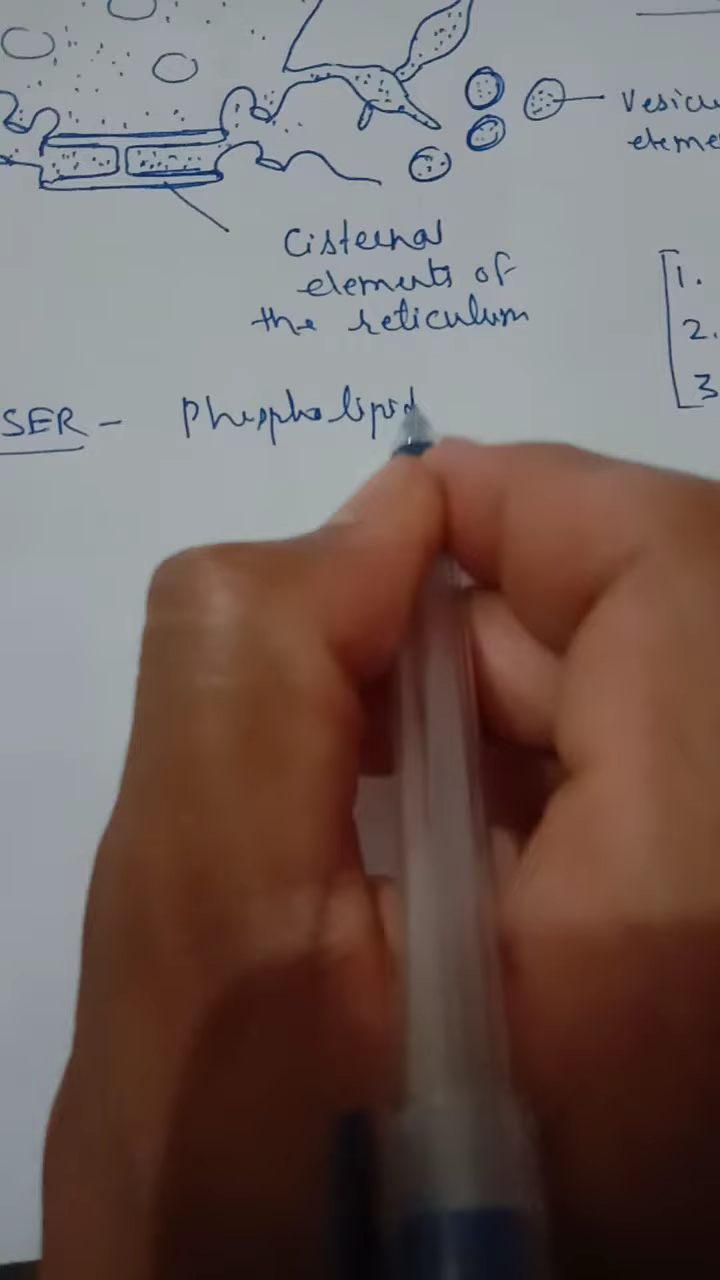 Vesicu
eleme
Cisternal
elements of
the reticulum
1.
2.
3
SER - Phospholipid